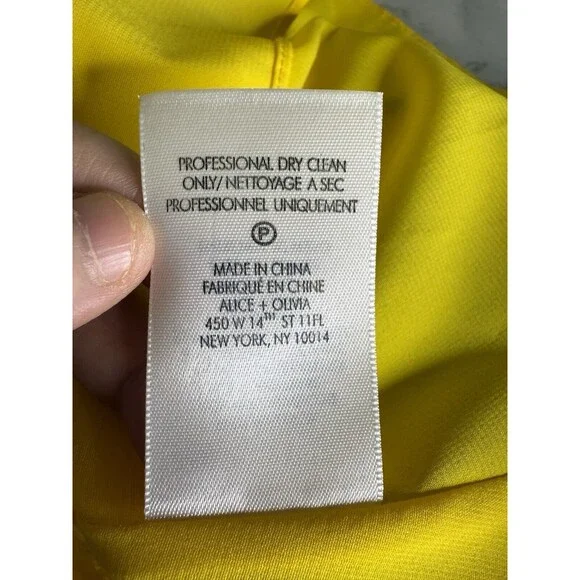 PROFESSIONAL DRY CLEAN
ONLY/ NETTOYAGE A SEC
PROFESSIONNEL UNIQUEMENT
P
MADE IN CHINA
FABRIQUÉ EN CHINE
ALICE + OLIVIA
450 W 14TH ST 11FL
NEW YORK, NY 10014